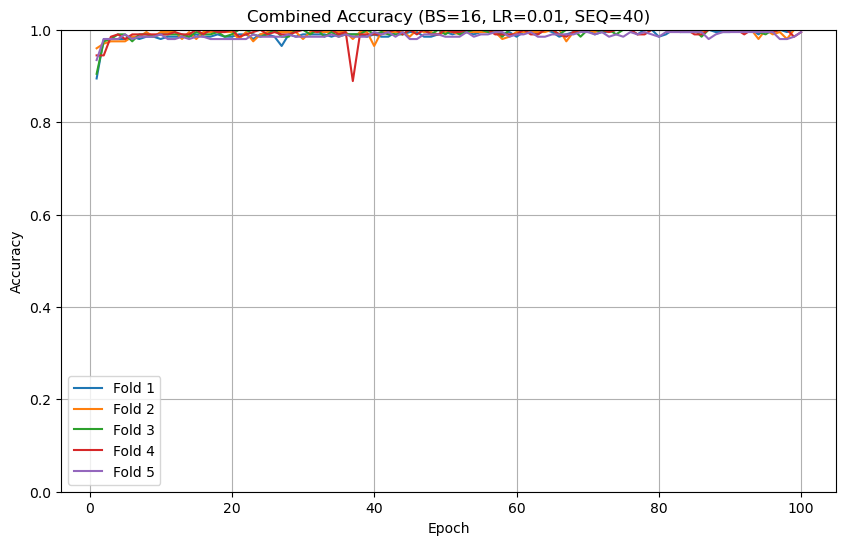 Combined Accuracy (BS=16, LR=0.01, SEQ=40)
1.0
0.8
0.6
0.4
0.2
0.0
Accuracy
Fold 1
Fold 2
Fold 3
Fold 4
Fold 5
0 20 40 60 80 100
Epoch